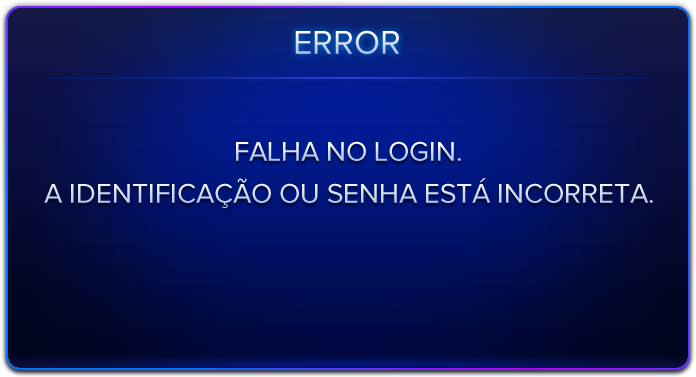 ERROR
FALHA NO LOGIN.
A IDENTIFICAÇÃO OU SENHA ESTÁ INCORRETA.